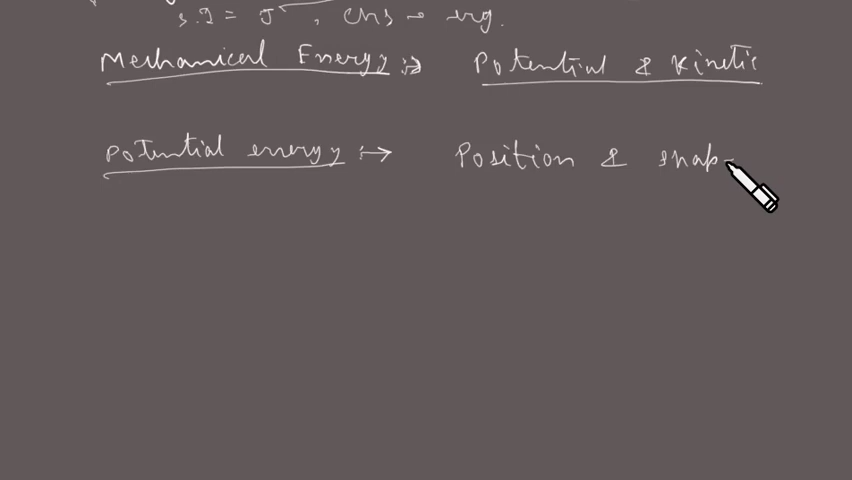 S.I = J , CGS → erg.
Mechanical Energy :→ Potential & Kinetic
Potential energy :→ Position & shap